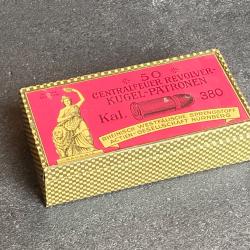 50
CENTRALFEUER REVOLVER-
KUGEL-PATRONEN
Kal. 380
RHEINISCH WESTFÄLISCHE SPRENGSTOFF
ACTIEN-GESELLSCHAFT NÜRNBERG